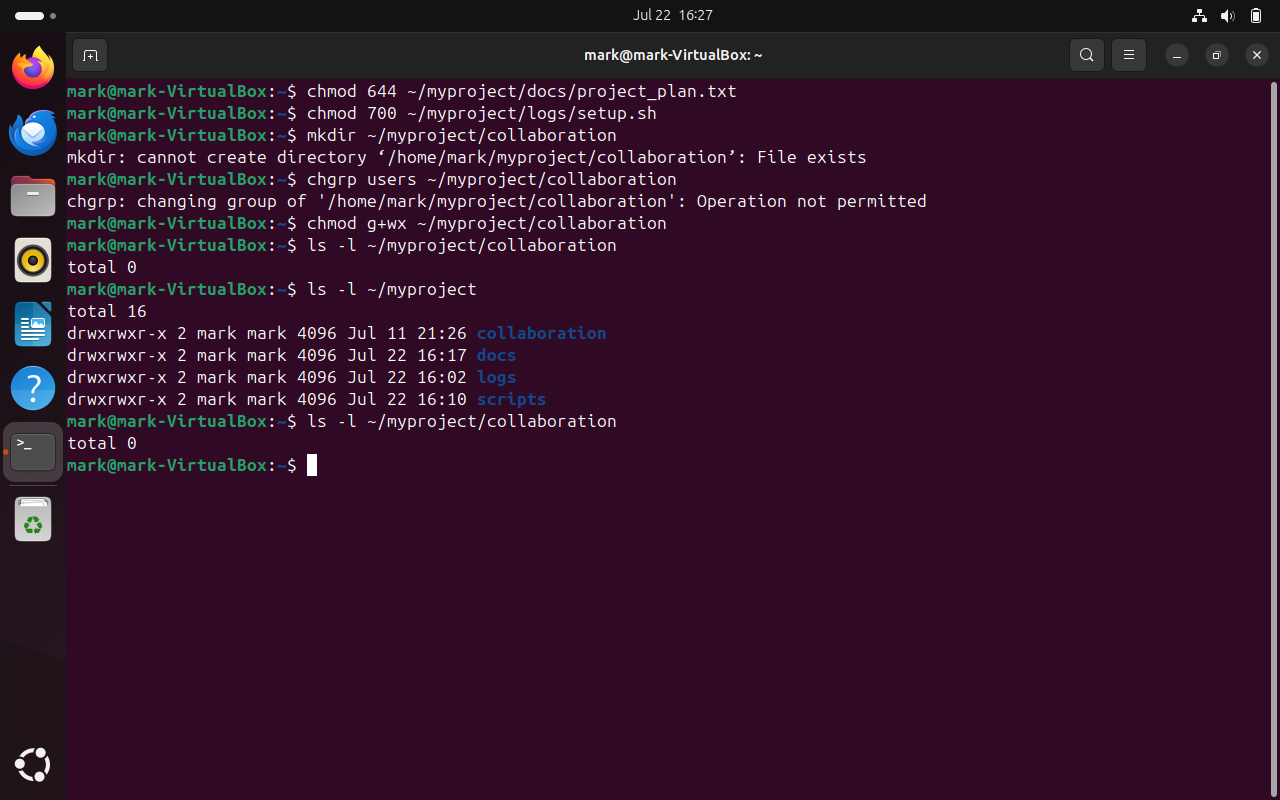 Jul 22 16:27
mark@mark-VirtualBox: ~
mark@mark-VirtualBox:~$ chmod 644 ~/myproject/docs/project_plan.txt
mark@mark-VirtualBox:~$ chmod 700 ~/myproject/logs/setup.sh
mark@mark-VirtualBox:~$ mkdir ~/myproject/collaboration
mkdir: cannot create directory ‘/home/mark/myproject/collaboration’: File exists
mark@mark-VirtualBox:~$ chgrp users ~/myproject/collaboration
chgrp: changing group of '/home/mark/myproject/collaboration': Operation not permitted
mark@mark-VirtualBox:~$ chmod g+wx ~/myproject/collaboration
mark@mark-VirtualBox:~$ ls -l ~/myproject/collaboration
total 0
mark@mark-VirtualBox:~$ ls -l ~/myproject
total 16
drwxrwxr-x 2 mark mark 4096 Jul 11 21:26 collaboration
drwxrwxr-x 2 mark mark 4096 Jul 22 16:17 docs
drwxrwxr-x 2 mark mark 4096 Jul 22 16:02 logs
drwxrwxr-x 2 mark mark 4096 Jul 22 16:10 scripts
mark@mark-VirtualBox:~$ ls -l ~/myproject/collaboration
total 0
mark@mark-VirtualBox:~$